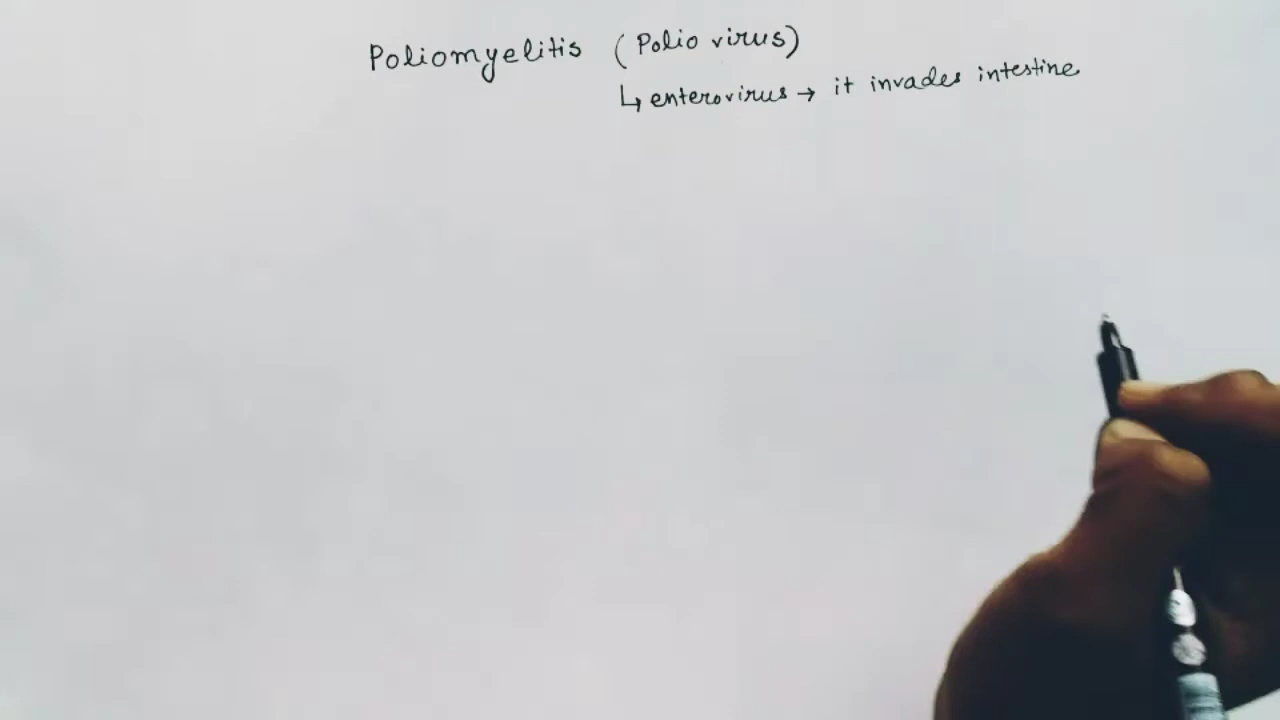 Poliomyelitis (Polio virus)
↳ enterovirus → it invades intestine